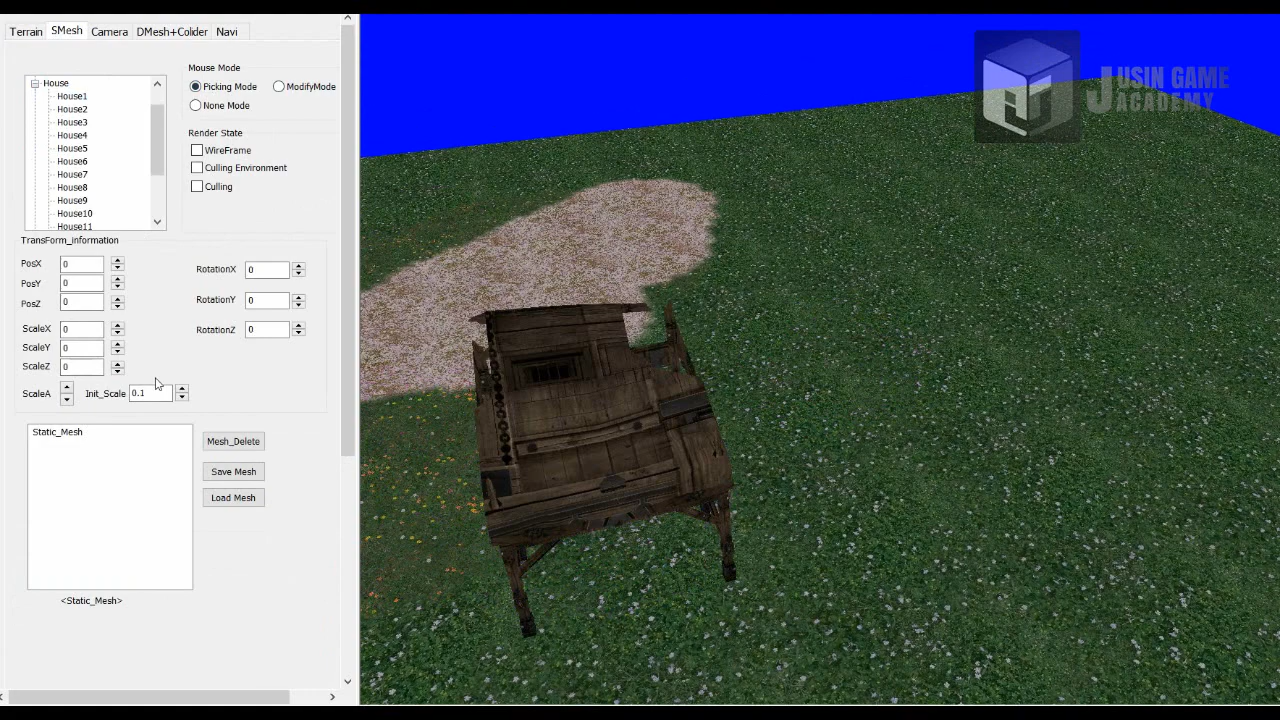 Terrain SMesh Camera DMesh+Colider Navi
House
House1
House2
House3
House4
House5
House6
House7
House8
House9
House10
House11
Mouse Mode
Picking Mode ModifyMode
None Mode
Render State
WireFrame
Culling Environment
Culling
TransForm_information
PosX 0
PosY 0
PosZ 0
ScaleX 0
ScaleY 0
ScaleZ 0
RotationX 0
RotationY 0
RotationZ 0
ScaleA Init_Scale 0.1
Static_Mesh
Mesh_Delete
Save Mesh
Load Mesh
<Static_Mesh>
JUSIN GAME
ACADEMY